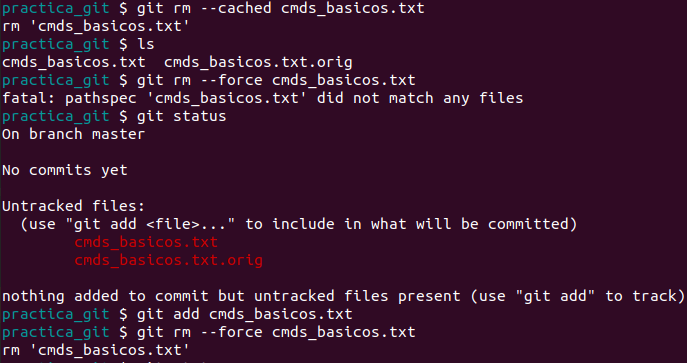 practica_git $ git rm --cached cmds_basicos.txt
rm 'cmds_basicos.txt'
practica_git $ ls
cmds_basicos.txt  cmds_basicos.txt.orig
practica_git $ git rm --force cmds_basicos.txt
fatal: pathspec 'cmds_basicos.txt' did not match any files
practica_git $ git status
On branch master
No commits yet
Untracked files:
  (use "git add <file>..." to include in what will be committed)
        cmds_basicos.txt
        cmds_basicos.txt.orig
nothing added to commit but untracked files present (use "git add" to track)
practica_git $ git add cmds_basicos.txt
practica_git $ git rm --force cmds_basicos.txt
rm 'cmds_basicos.txt'